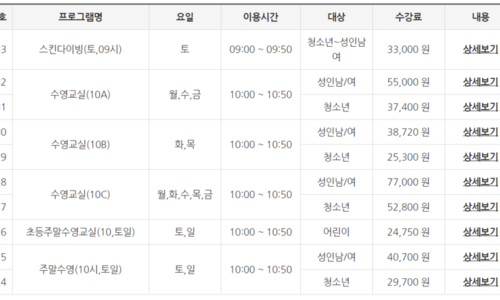 호 프로그램명 요일 이용시간 대상 수강료 내용
3 스킨다이빙(토,09시) 토 09:00 ~ 09:50 청소년~성인남여 33,000 원 상세보기
2 수영교실(10A) 월,수,금 10:00 ~ 10:50 성인남/여 55,000 원 상세보기
1 청소년 37,400 원 상세보기
0 수영교실(10B) 화,목 10:00 ~ 10:50 성인남/여 38,720 원 상세보기
9 청소년 25,300 원 상세보기
8 수영교실(10C) 월,화,수,목,금 10:00 ~ 10:50 성인남/여 77,000 원 상세보기
7 청소년 52,800 원 상세보기
6 초등주말수영교실(10,토일) 토,일 10:00 ~ 10:50 어린이 24,750 원 상세보기
5 주말수영(10시,토일) 토,일 10:00 ~ 10:50 성인남/여 40,700 원 상세보기
4 청소년 29,700 원 상세보기